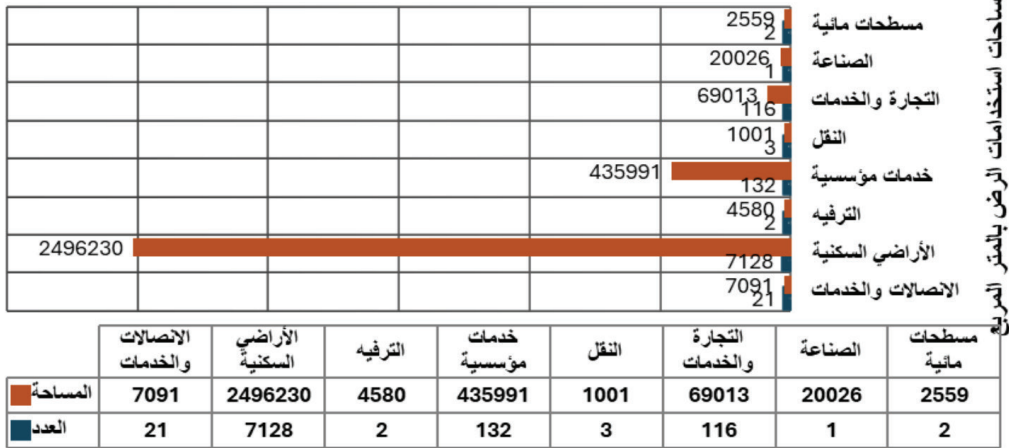 مساحات استخدامات الرض بالمتر المربع
مسطحات مائية
2559
2
الصناعة
20026
1
التجارة والخدمات
69013
116
النقل
1001
3
خدمات مؤسسية
435991
132
الترفيه
4580
2
الأراضي السكنية
2496230
7128
الاتصالات والخدمات
7091
21
مسطحات مائية الصناعة التجارة والخدمات النقل خدمات مؤسسية الترفيه الأراضي السكنية الاتصالات والخدمات
المساحة 7091 2496230 4580 435991 1001 69013 20026 2559
العدد 21 7128 2 132 3 116 1 2